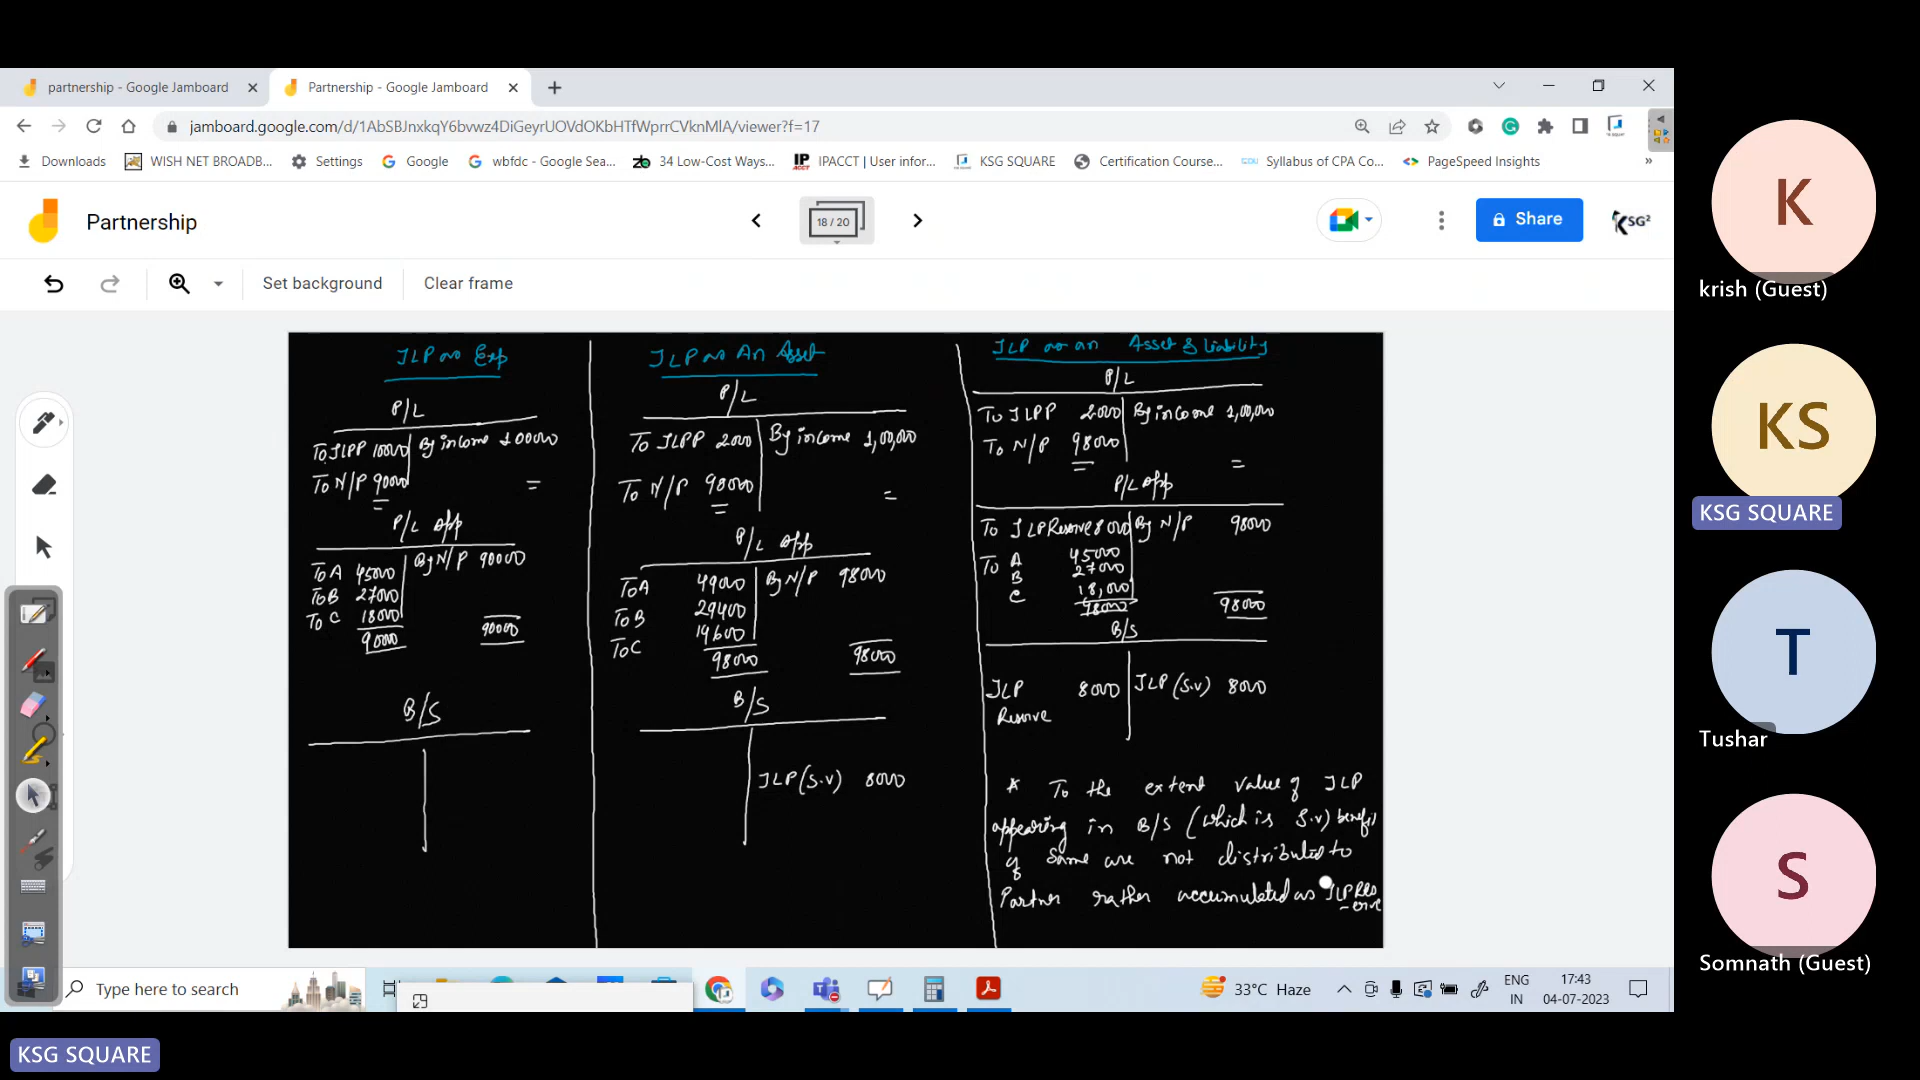 partnership - Google Jamboard
Partnership - Google Jamboard
jamboard.google.com/d/1AbSBJnxkqY6bvwz4DiGeyrUOVdOKbHTfWprrCVknMlA/viewer?f=17
Downloads WISH NET BROADB... Settings Google wbfdc - Google Sea... 34 Low-Cost Ways... IPACCT | User infor... KSG SQUARE Certification Course... Syllabus of CPA Co... PageSpeed Insights »
Partnership
18 / 20
Share
KSG²
Set background Clear frame
JLP as Exp
P/L
To JLPP 10000 By income 100000
To N/P 90000 =
P/L App
To A 45000 By N/P 90000
To B 27000
To C 18000
90000 90000
B/S
JLP as An Asset
P/L
To JLPP 2000 By income 1,00,000
To N/P 98000 =
P/L App
To A 49000 By N/P 98000
To B 29400
To C 19600
98000 98000
B/S
JLP (S.V) 8000
JLP as an Asset & Liability
P/L
To JLPP 2000 By income 1,00,000
To N/P 98000 =
P/L App
To JLP Reserve 8000 By N/P 98000
To A 45000
B 27000
C 18,000
98000 98000
B/S
JLP 8000 JLP (S.V) 8000
Reserve
* To the extent value of JLP
appearing in B/S (which is S.V) benefit
of same are not distributed to
Partner rather accumulated as JLP Res
-erve
Type here to search
33°C Haze
ENG
IN
17:43
04-07-2023
K
krish (Guest)
KS
KSG SQUARE
T
Tushar
S
Somnath (Guest)
KSG SQUARE